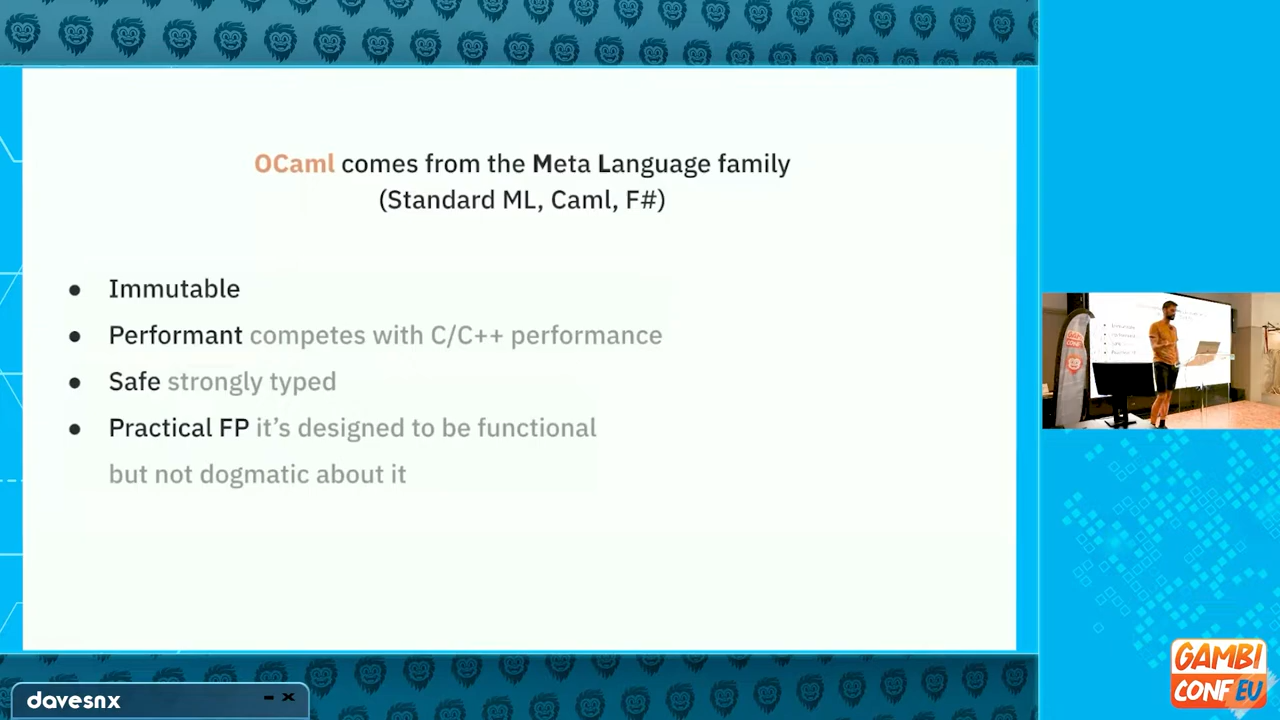 OCaml comes from the Meta Language family
(Standard ML, Caml, F#)
● Immutable
● Performant competes with C/C++ performance
● Safe strongly typed
● Practical FP it’s designed to be functional
but not dogmatic about it
davesnx
GAMBI
CONF EU